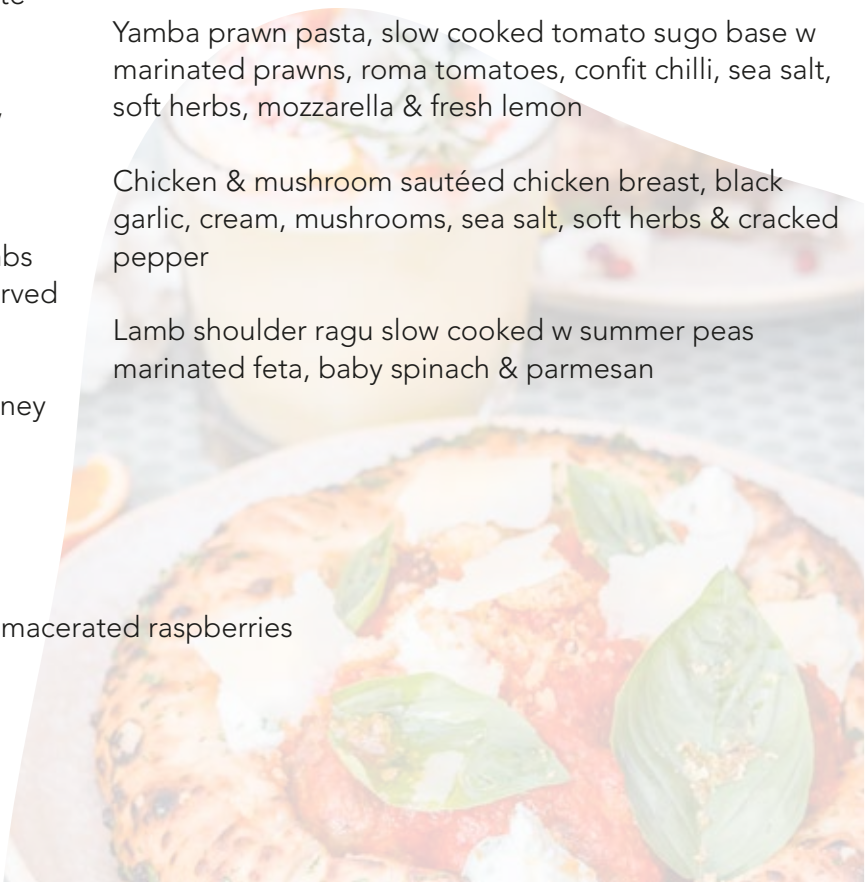 Yamba prawn pasta, slow cooked tomato sugo base w
marinated prawns, roma tomatoes, confit chilli, sea salt,
soft herbs, mozzarella & fresh lemon
Chicken & mushroom sautéed chicken breast, black
garlic, cream, mushrooms, sea salt, soft herbs & cracked
pepper
Lamb shoulder ragu slow cooked w summer peas
marinated feta, baby spinach & parmesan
macerated raspberries